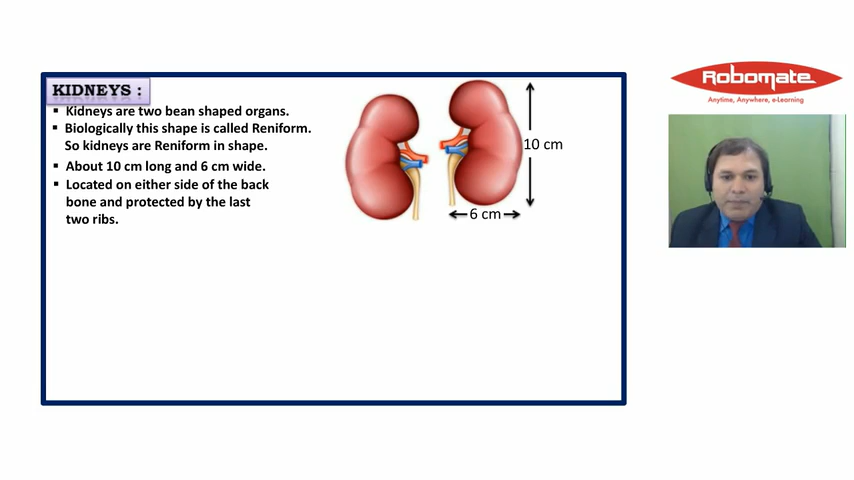 KIDNEYS :
▪ Kidneys are two bean shaped organs.
▪ Biologically this shape is called Reniform.
So kidneys are Reniform in shape.
▪ About 10 cm long and 6 cm wide.
▪ Located on either side of the back
bone and protected by the last
two ribs.
10 cm
6 cm
Robomate
Anytime, Anywhere, e-Learning